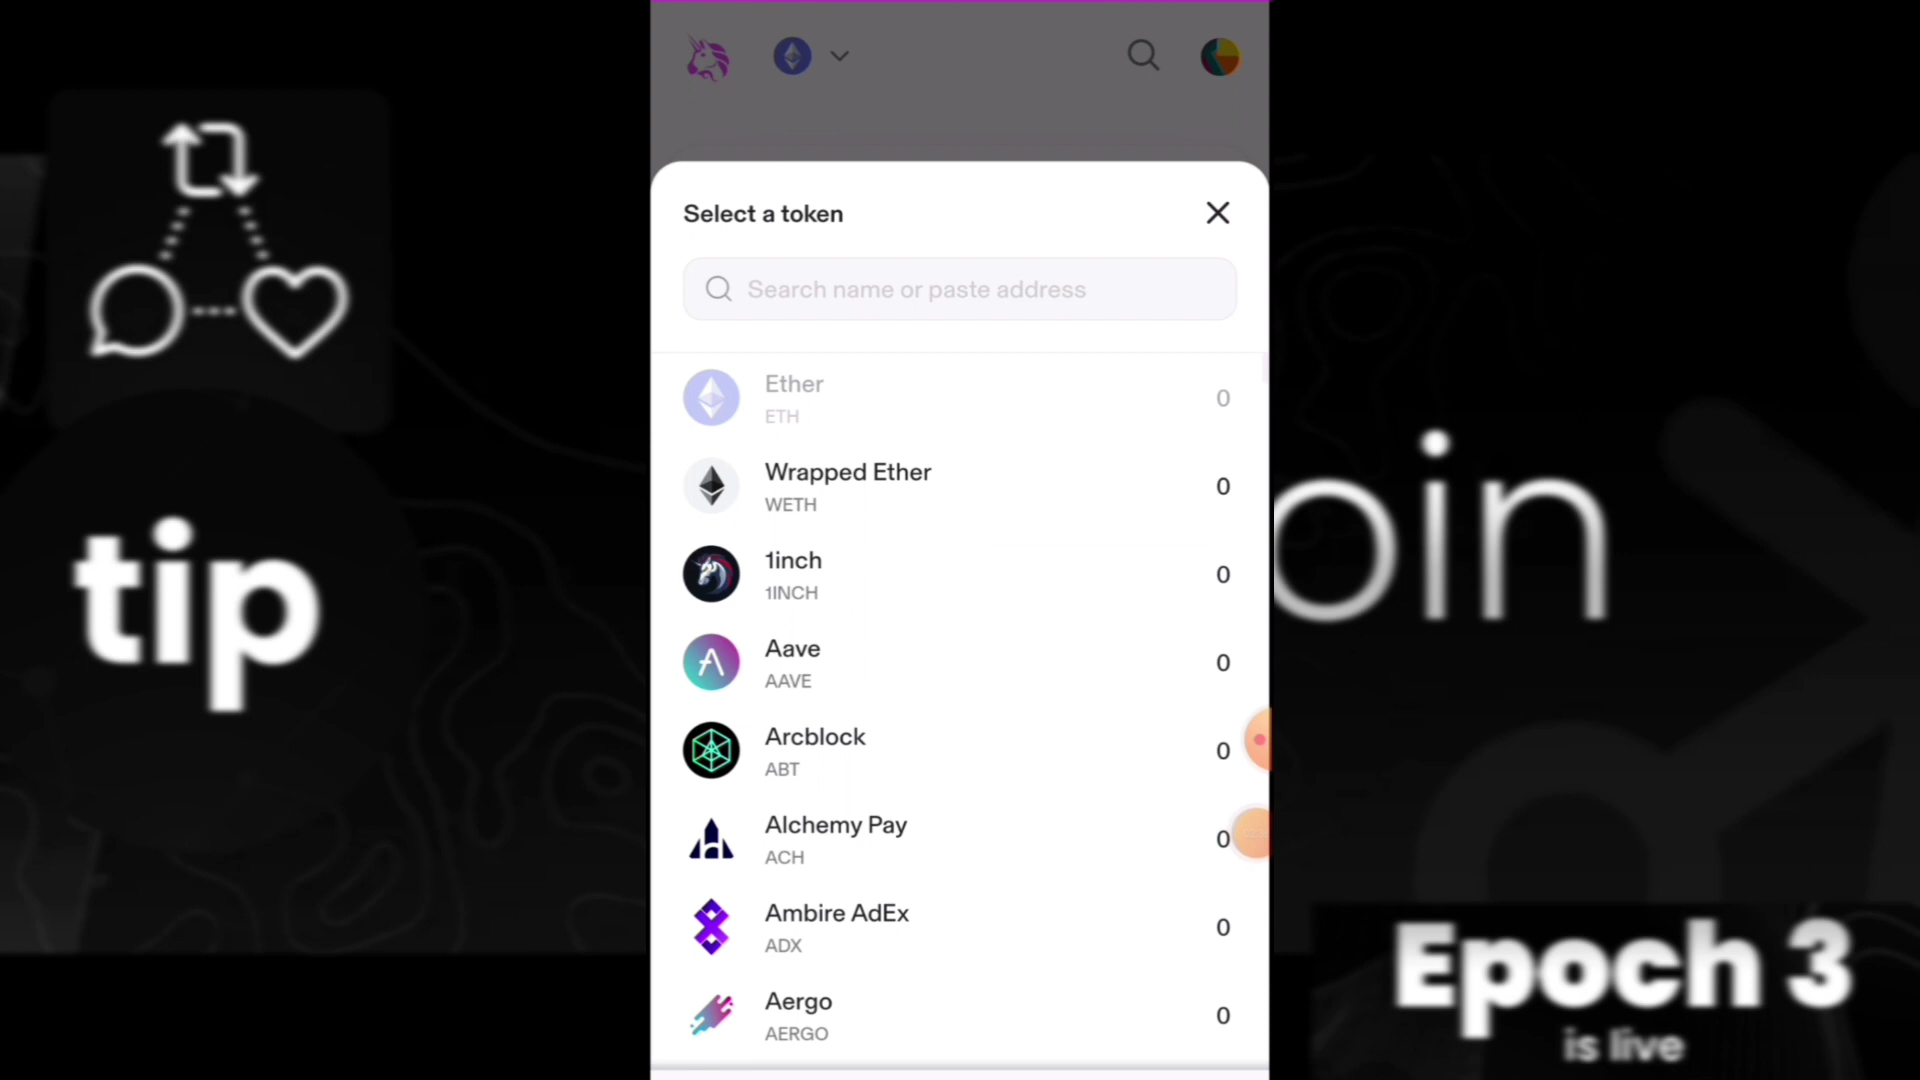 Select a token
Search name or paste address
Ether
ETH
0
Wrapped Ether
WETH
0
1inch
1INCH
0
Aave
AAVE
0
Arcblock
ABT
0
Alchemy Pay
ACH
0
Ambire AdEx
ADX
0
Aergo
AERGO
0
tip
oin
Epoch 3
is live